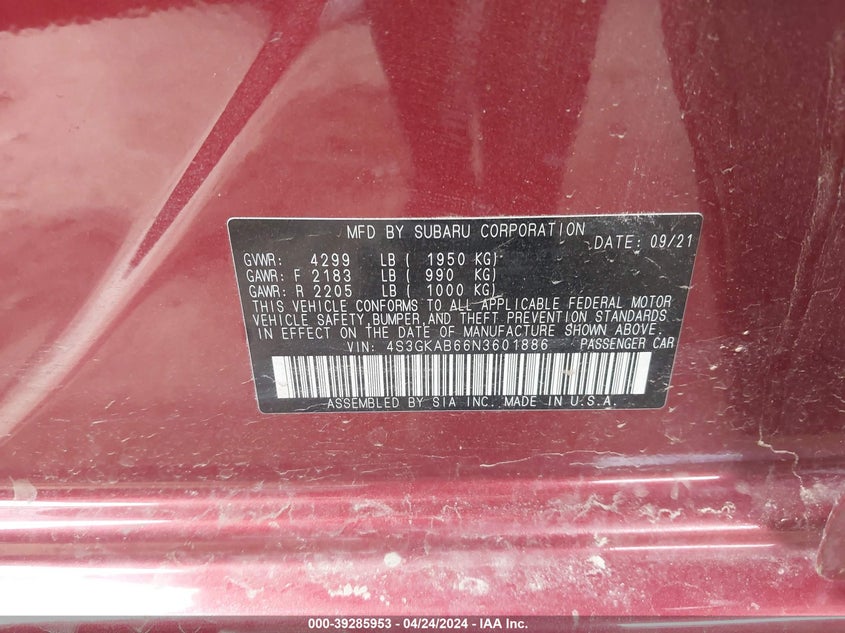 MFD BY SUBARU CORPORATION
DATE: 09/21
GVWR: 4299 LB ( 1950 KG)
GAWR: F 2183 LB ( 990 KG)
GAWR: R 2205 LB ( 1000 KG)
THIS VEHICLE CONFORMS TO ALL APPLICABLE FEDERAL MOTOR
VEHICLE SAFETY, BUMPER, AND THEFT PREVENTION STANDARDS
IN EFFECT ON THE DATE OF MANUFACTURE SHOWN ABOVE.
VIN: 4S3GKAB66N3601886 PASSENGER CAR
ASSEMBLED BY SIA INC. MADE IN U.S.A.
000-39285953 - 04/24/2024 - IAA Inc.